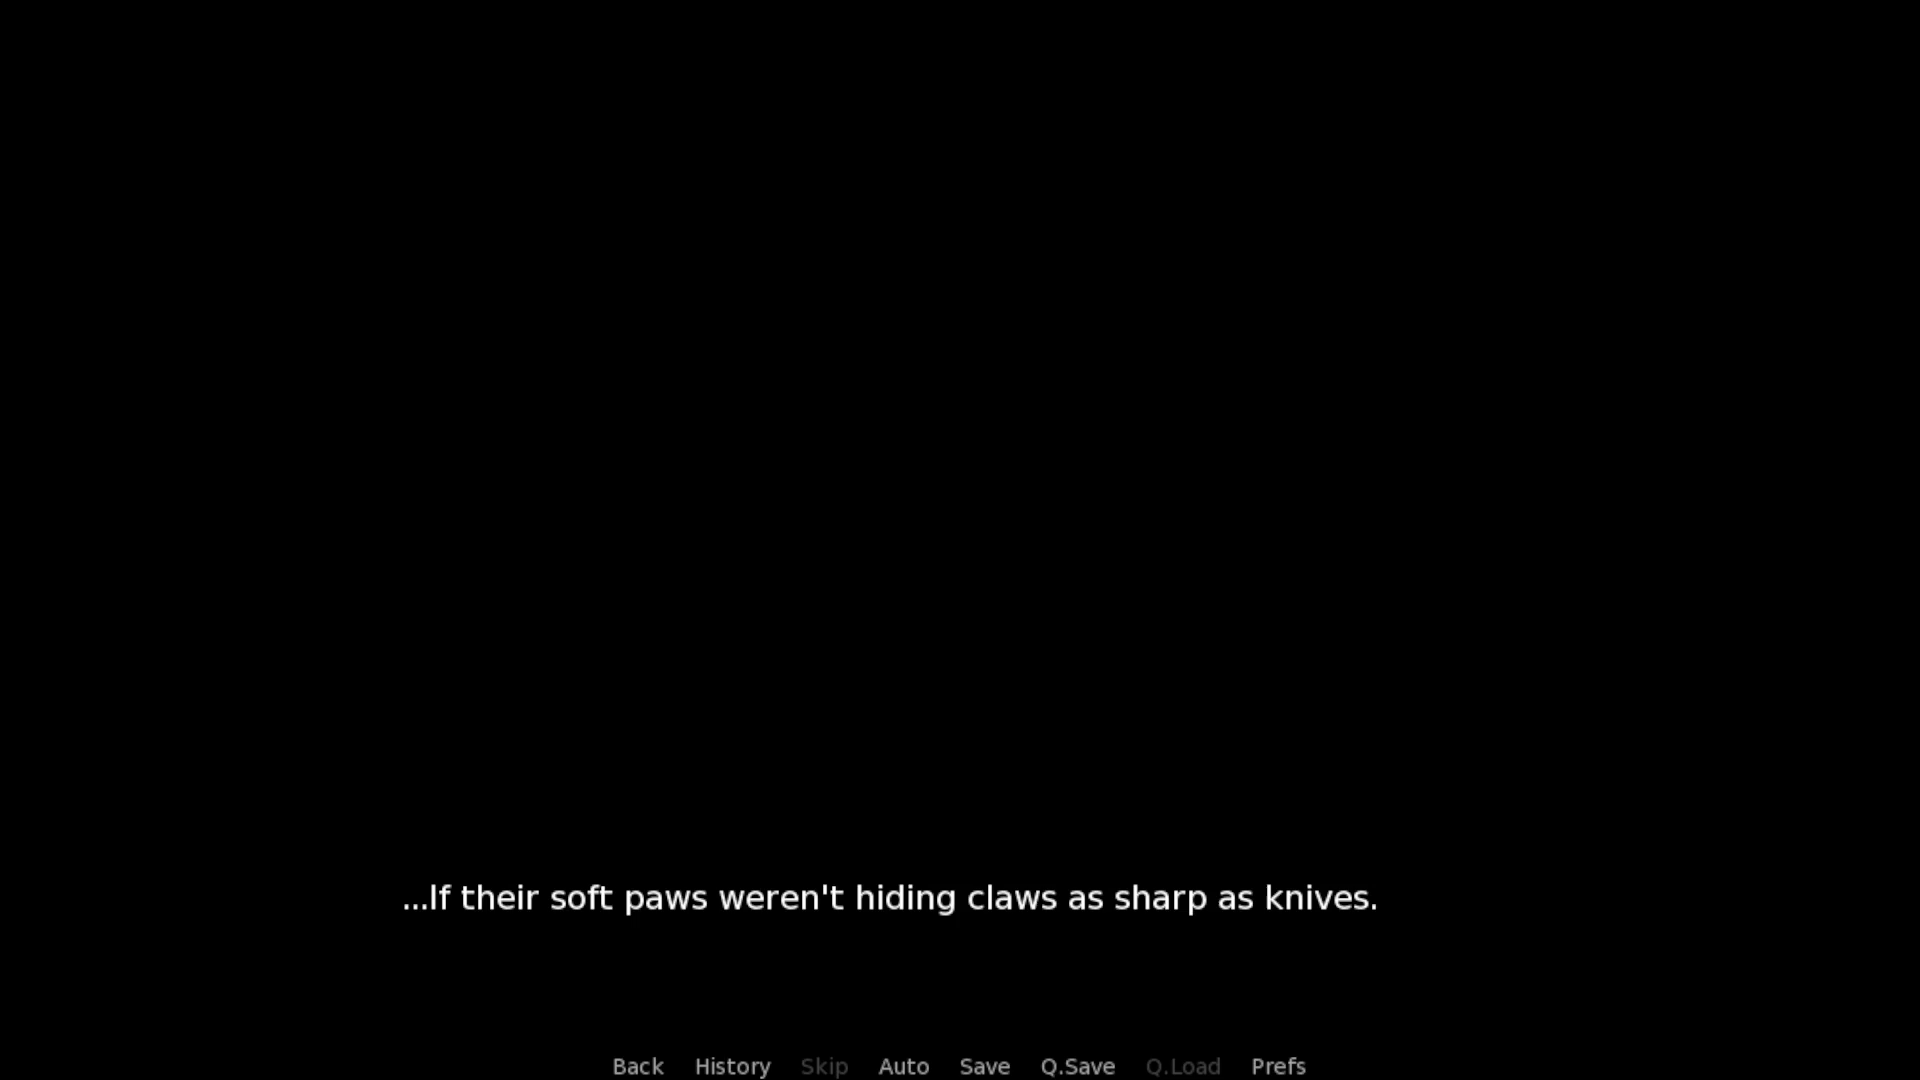 ...If their soft paws weren't hiding claws as sharp as knives.
Back History Skip Auto Save Q.Save Q.Load Prefs